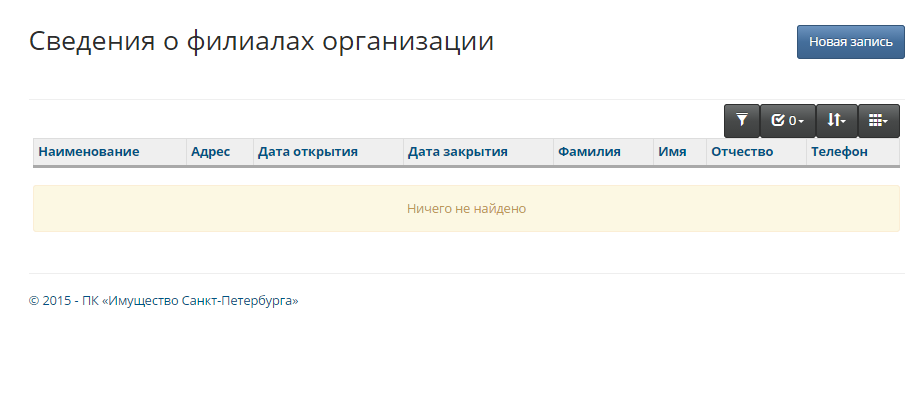 Сведения о филиалах организации
Новая запись
0
Наименование Адрес Дата открытия Дата закрытия Фамилия Имя Отчество Телефон
Ничего не найдено
© 2015 - ПК «Имущество Санкт-Петербурга»